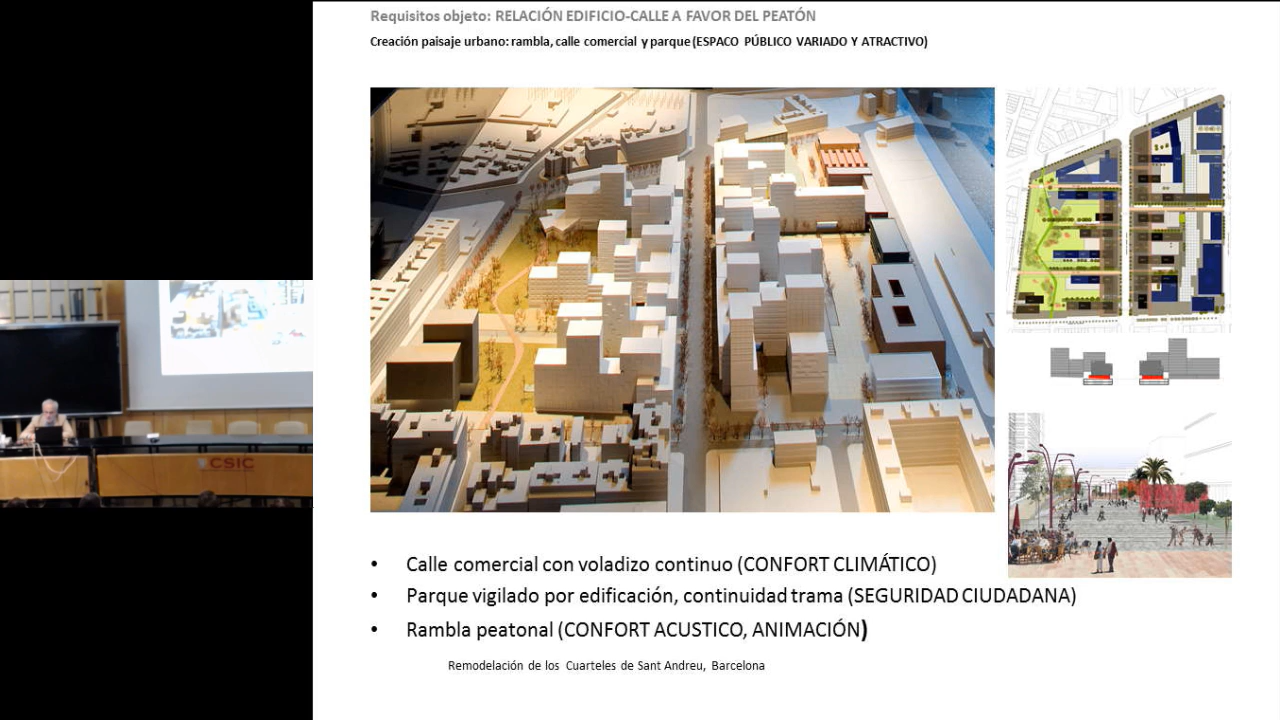 Requisitos objeto: RELACIÓN EDIFICIO-CALLE A FAVOR DEL PEATÓN
Creación paisaje urbano: rambla, calle comercial y parque (ESPACO PÚBLICO VARIADO Y ATRACTIVO)
CSIC
• Calle comercial con voladizo continuo (CONFORT CLIMÁTICO)
• Parque vigilado por edificación, continuidad trama (SEGURIDAD CIUDADANA)
• Rambla peatonal (CONFORT ACUSTICO, ANIMACIÓN)
Remodelación de los Cuarteles de Sant Andreu, Barcelona